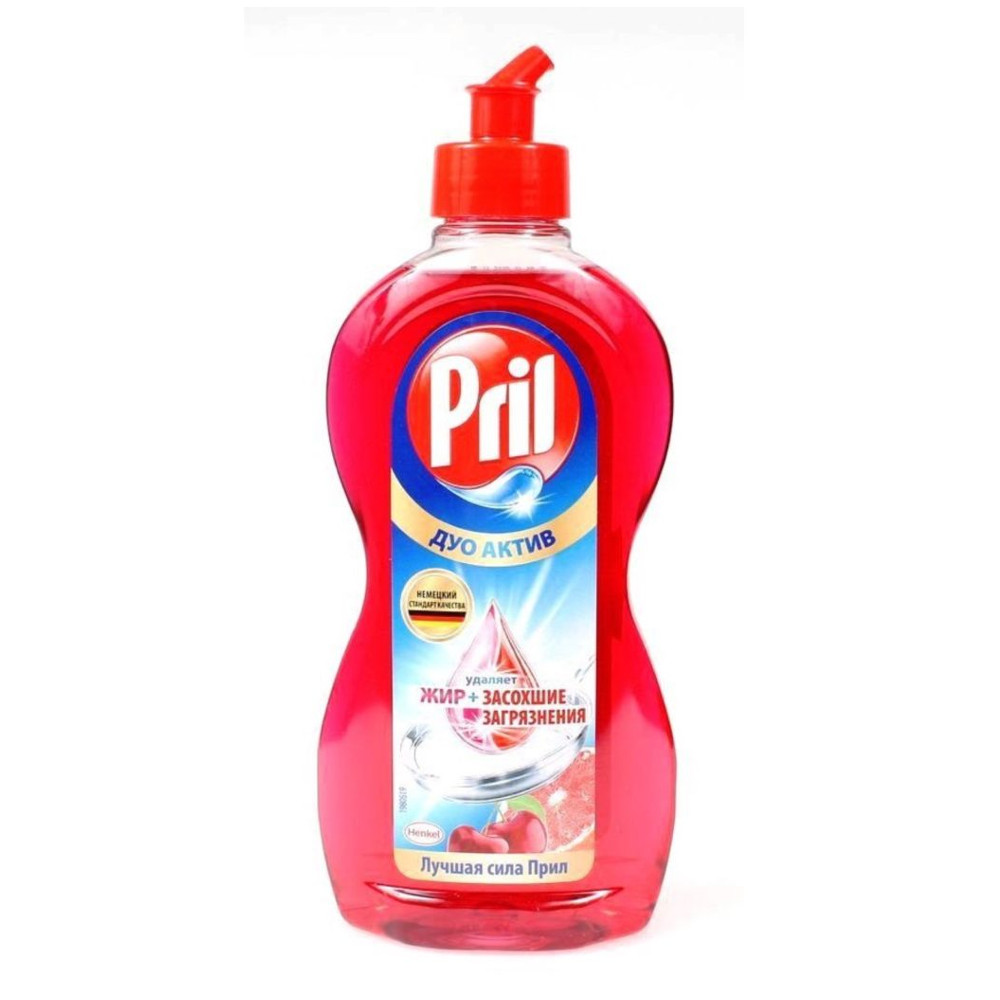 Pril
ДУО АКТИВ
НЕМЕЦКИЙ
СТАНДАРТ КАЧЕСТВА
удаляет
ЖИР + ЗАСОХШИЕ
ЗАГРЯЗНЕНИЯ
Henkel
Лучшая сила Прил